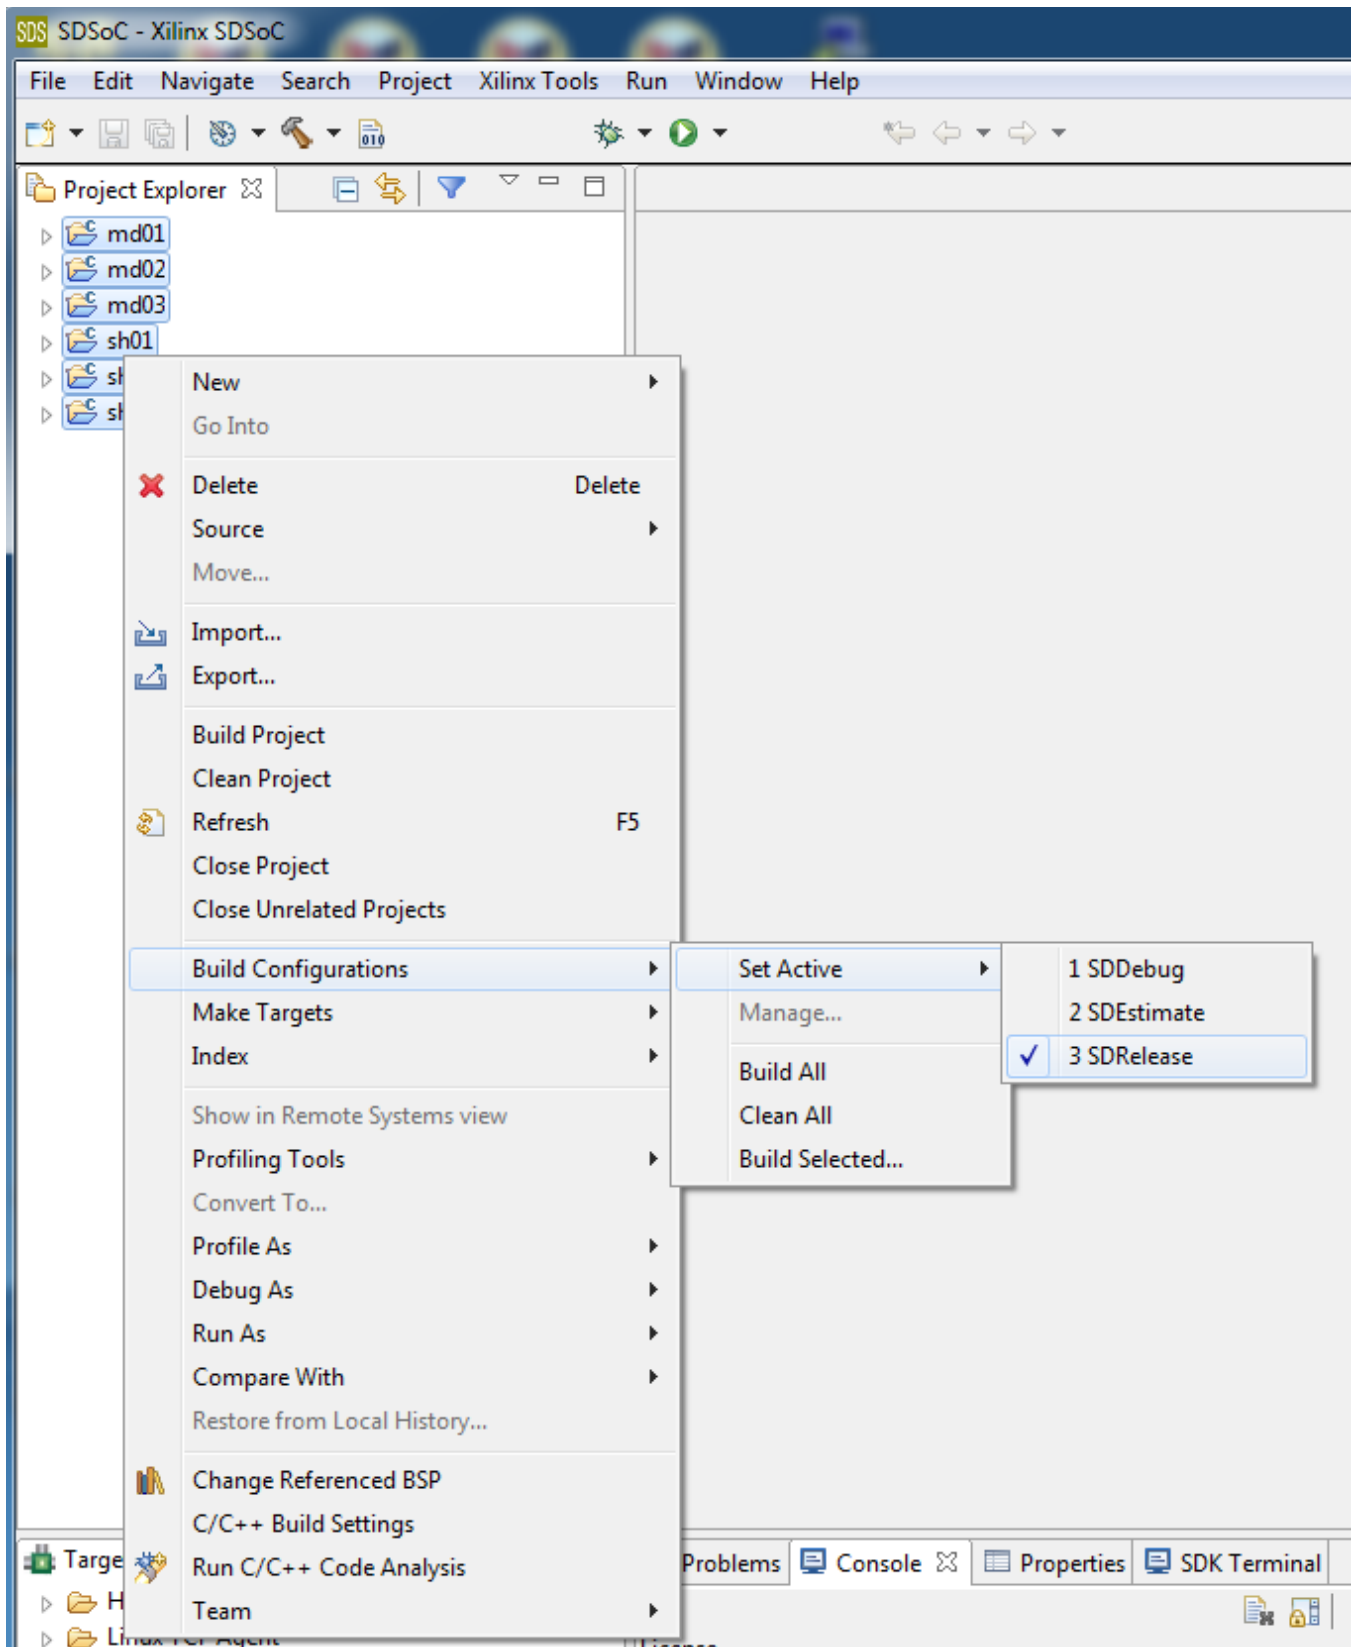 SDS SDSoC - Xilinx SDSoC
File Edit Navigate Search Project Xilinx Tools Run Window Help
010
Project Explorer
md01
md02
md03
sh01
New
Go Into
Delete Delete
Source
Move...
Import...
Export...
Build Project
Clean Project
Refresh F5
Close Project
Close Unrelated Projects
Build Configurations
Make Targets
Index
Show in Remote Systems view
Profiling Tools
Convert To...
Profile As
Debug As
Run As
Compare With
Restore from Local History...
Change Referenced BSP
C/C++ Build Settings
Run C/C++ Code Analysis
Team
Set Active
Manage...
Build All
Clean All
Build Selected...
1 SDDebug
2 SDEstimate
3 SDRelease
Targe
H
Problems Console Properties SDK Terminal